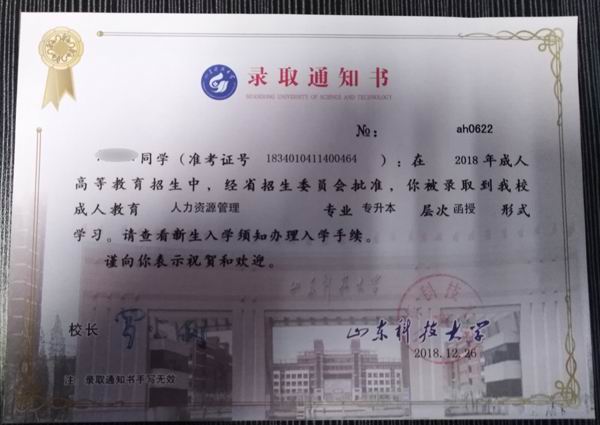 录取通知书
SHANDONG UNIVERSITY OF SCIENCE AND TECHNOLOGY
№: ah0622
同学（准考证号 18340104114​00464 ）：在 2018 年成人
高等教育招生中，经省招生委员会批准，你被录取到我校
成人教育 人力资源管理 专业 专升本 层次 函授 形式
学习。请查看新生入学须知办理入学手续。
谨向你表示祝贺和欢迎。
校长
山东科技大学
2018.12.26
注：录取通知书手写无效